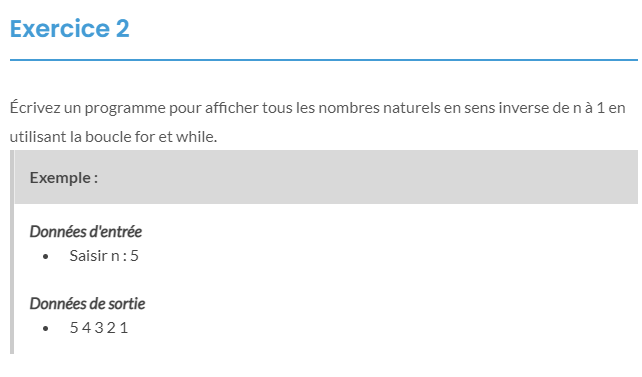 Exercice 2
Écrivez un programme pour afficher tous les nombres naturels en sens inverse de n à 1 en
utilisant la boucle for et while.
Exemple :
Données d'entrée
• Saisir n : 5
Données de sortie
• 5 4 3 2 1